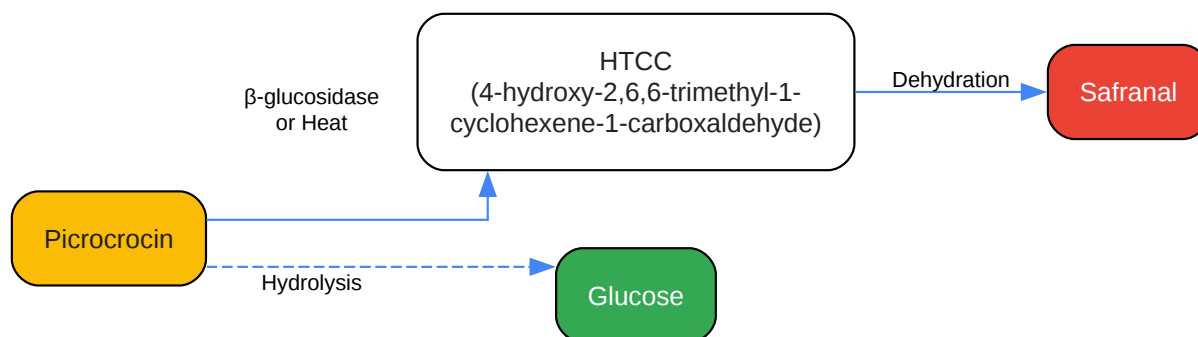 HTCC
(4-hydroxy-2,6,6-trimethyl-1-
cyclohexene-1-carboxaldehyde)
Dehydration
Safranal
β-glucosidase
or Heat
Picrocrocin
Hydrolysis
Glucose